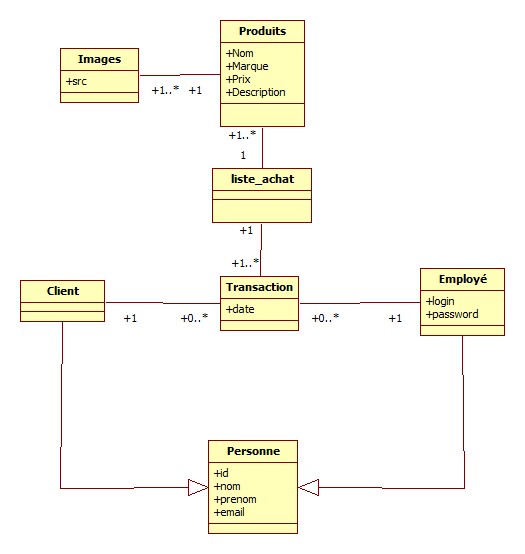 Produits
+Nom
+Marque
+Prix
+Description
Images
+src
+1..* +1
+1..*
1
liste_achat
+1
+1..*
Client
Transaction
+date
Employé
+login
+password
+1 +0..* +0..* +1
Personne
+id
+nom
+prenom
+email